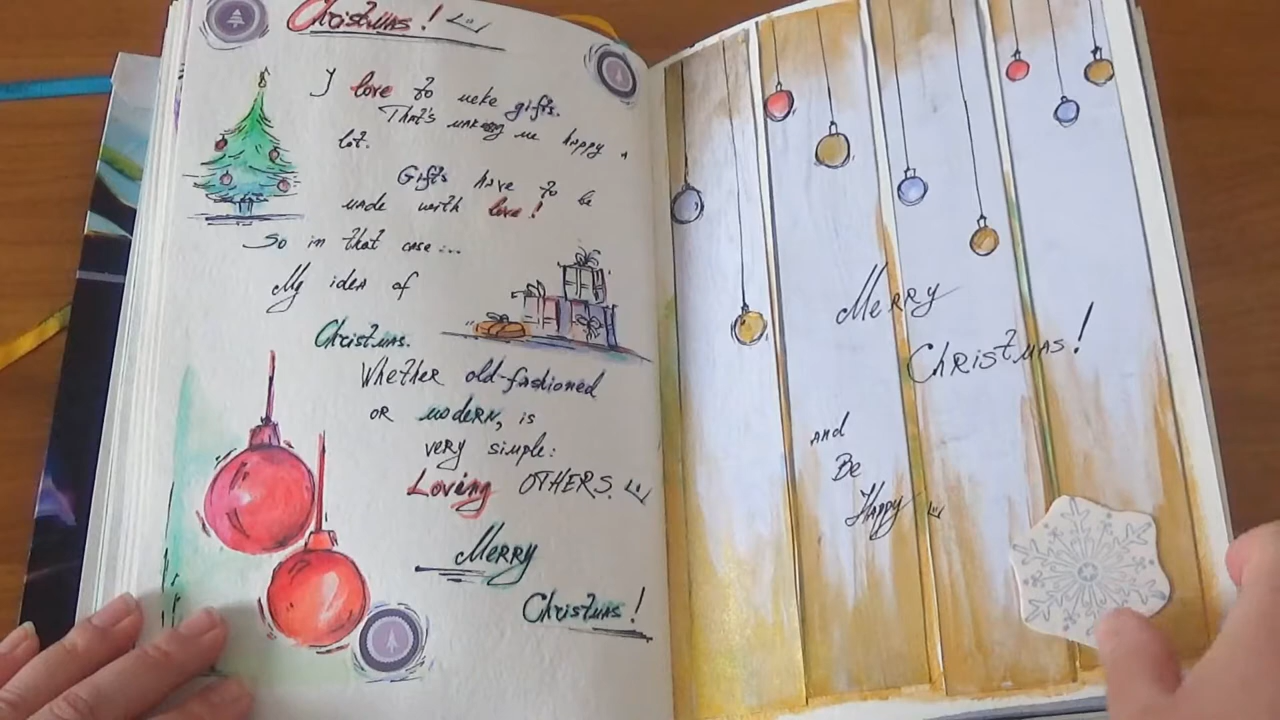 Christmas!
I love to make gifts.
That's making me happy a
lot.
Gifts have to be
made with love!
So in that case...
My idea of
Christmas.
Whether old-fashioned
or modern, is
very simple:
Loving OTHERS.
Merry
Christmas!
Merry
Christmas!
and
Be
Happy